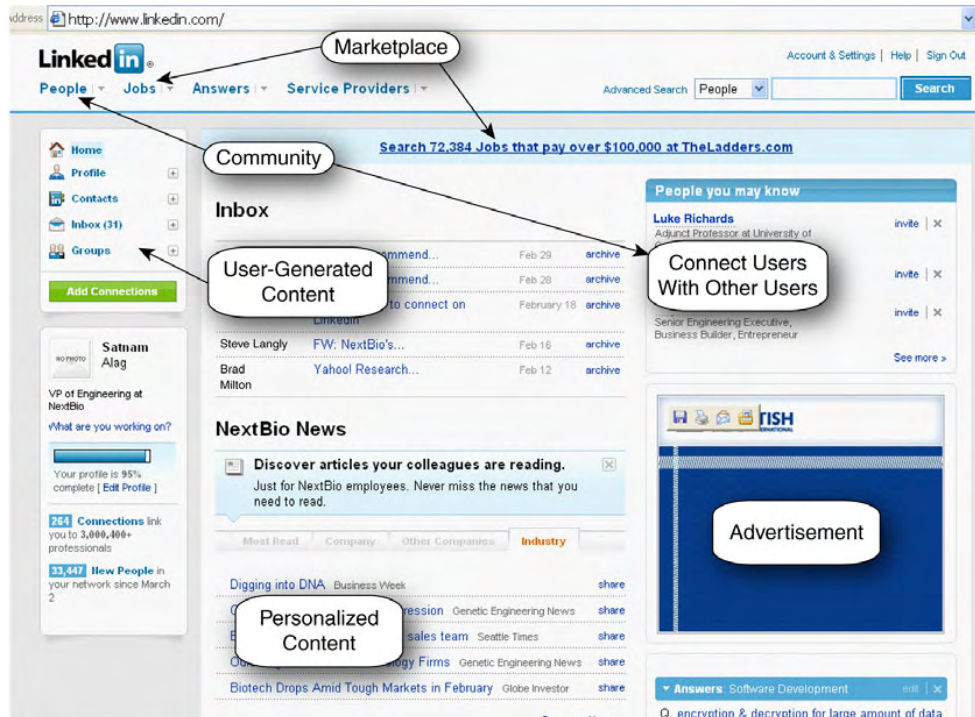 address http://www.linkedin.com/
Linked in ®
Marketplace
Account & Settings | Help | Sign Out
People Jobs Answers Service Providers
Advanced Search People Search
Search 72,384 Jobs that pay over $100,000 at TheLadders.com
Community
Home
Profile
Contacts
Inbox (31)
Groups
Add Connections
User-Generated
Content
Satnam
Alag
NO PHOTO
VP of Engineering at
NextBio
What are you working on?
Your profile is 95%
complete [ Edit Profile ]
264 Connections link
you to 3,000,400+
professionals
33,447 New People in
your network since March
2
Inbox
Feb 29 archive
Feb 28 archive
to connect on February 18 archive
LinkedIn
Steve Langly FW: NextBio's... Feb 16 archive
Brad Yahoo! Research... Feb 12 archive
Milton
NextBio News
Discover articles your colleagues are reading.
Just for NextBio employees. Never miss the news that you
need to read.
Most Read Company Other Companies Industry
Digging into DNA Business Week share
Genetic Engineering News share
sales team Seattle Times share
Firms Genetic Engineering News share
Biotech Drops Amid Tough Markets in February Globe Investor share
Personalized
Content
People you may know
Luke Richards invite | X
Adjunct Professor at University of
Connect Users
With Other Users
invite | X
invite | X
Senior Engineering Executive,
Business Builder, Entrepreneur
See more »
Advertisement
Answers: Software Development edit | X
Q. encryption & decryption for large amount of data